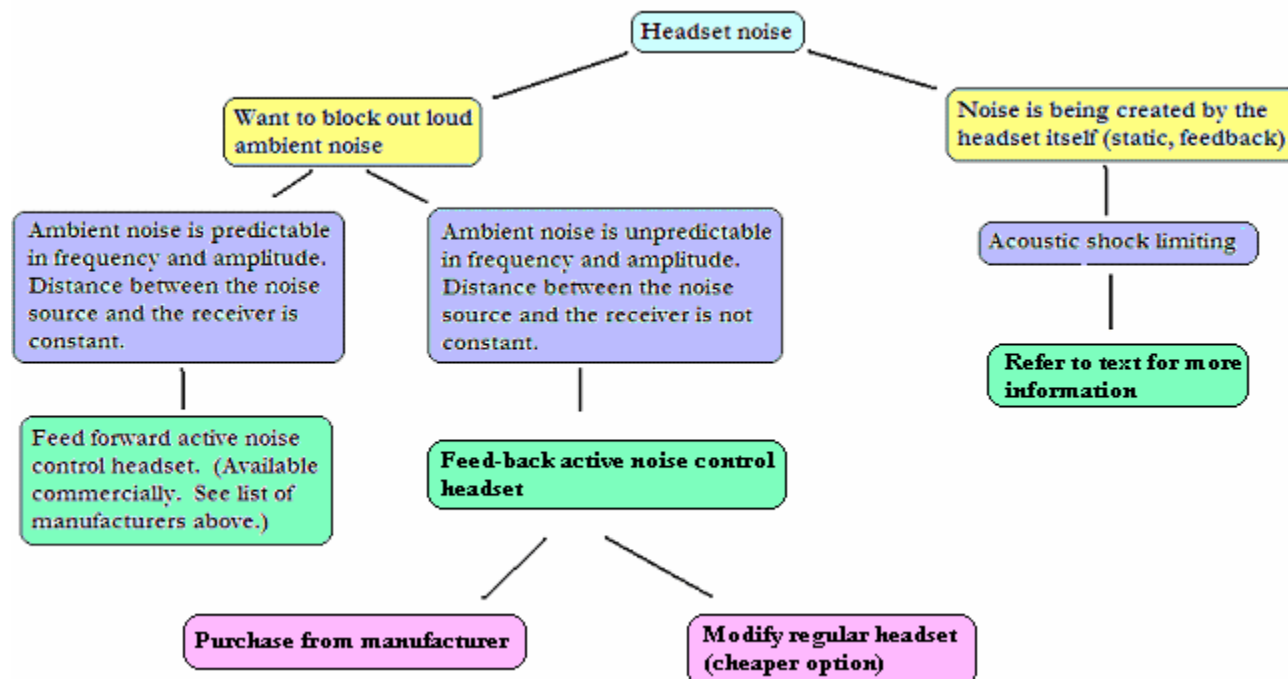 Headset noise
Want to block out loud
ambient noise
Noise is being created by the
headset itself (static, feedback)
Ambient noise is predictable
in frequency and amplitude.
Distance between the noise
source and the receiver is
constant.
Ambient noise is unpredictable
in frequency and amplitude.
Distance between the noise
source and the receiver is not
constant.
Acoustic shock limiting
Refer to text for more
information
Feed forward active noise
control headset. (Available
commercially. See list of
manufacturers above.)
Feed-back active noise control
headset
Purchase from manufacturer
Modify regular headset
(cheaper option)